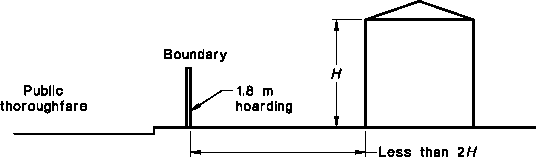 Boundary
H
Public
thoroughfare
1.8 m
hoarding
Less than 2H